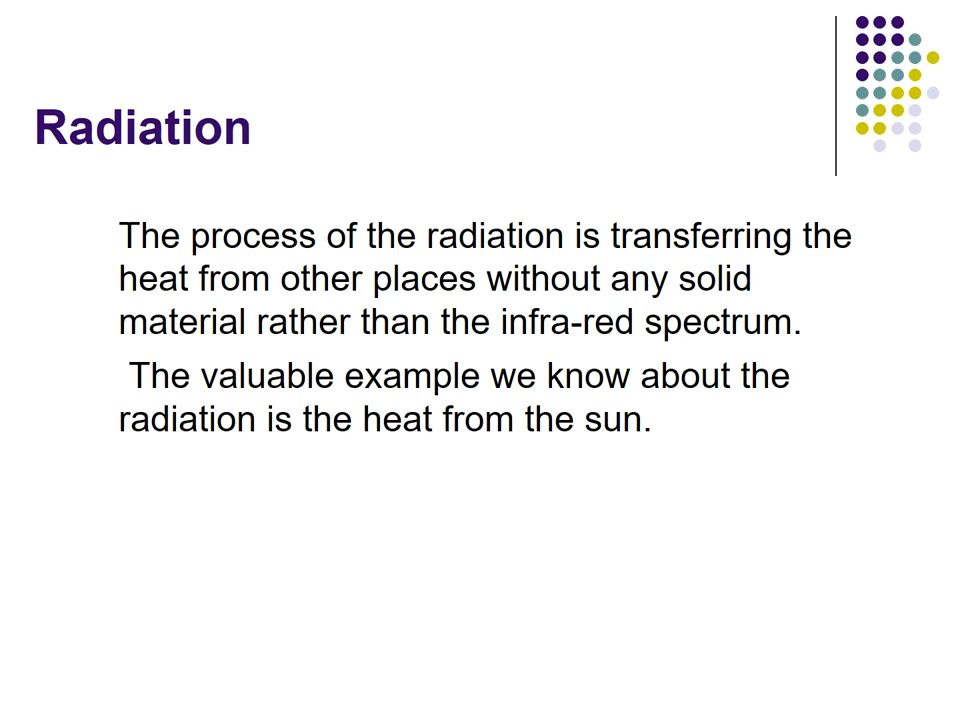 Radiation
The process of the radiation is transferring the
heat from other places without any solid
material rather than the infra-red spectrum.
The valuable example we know about the
radiation is the heat from the sun.